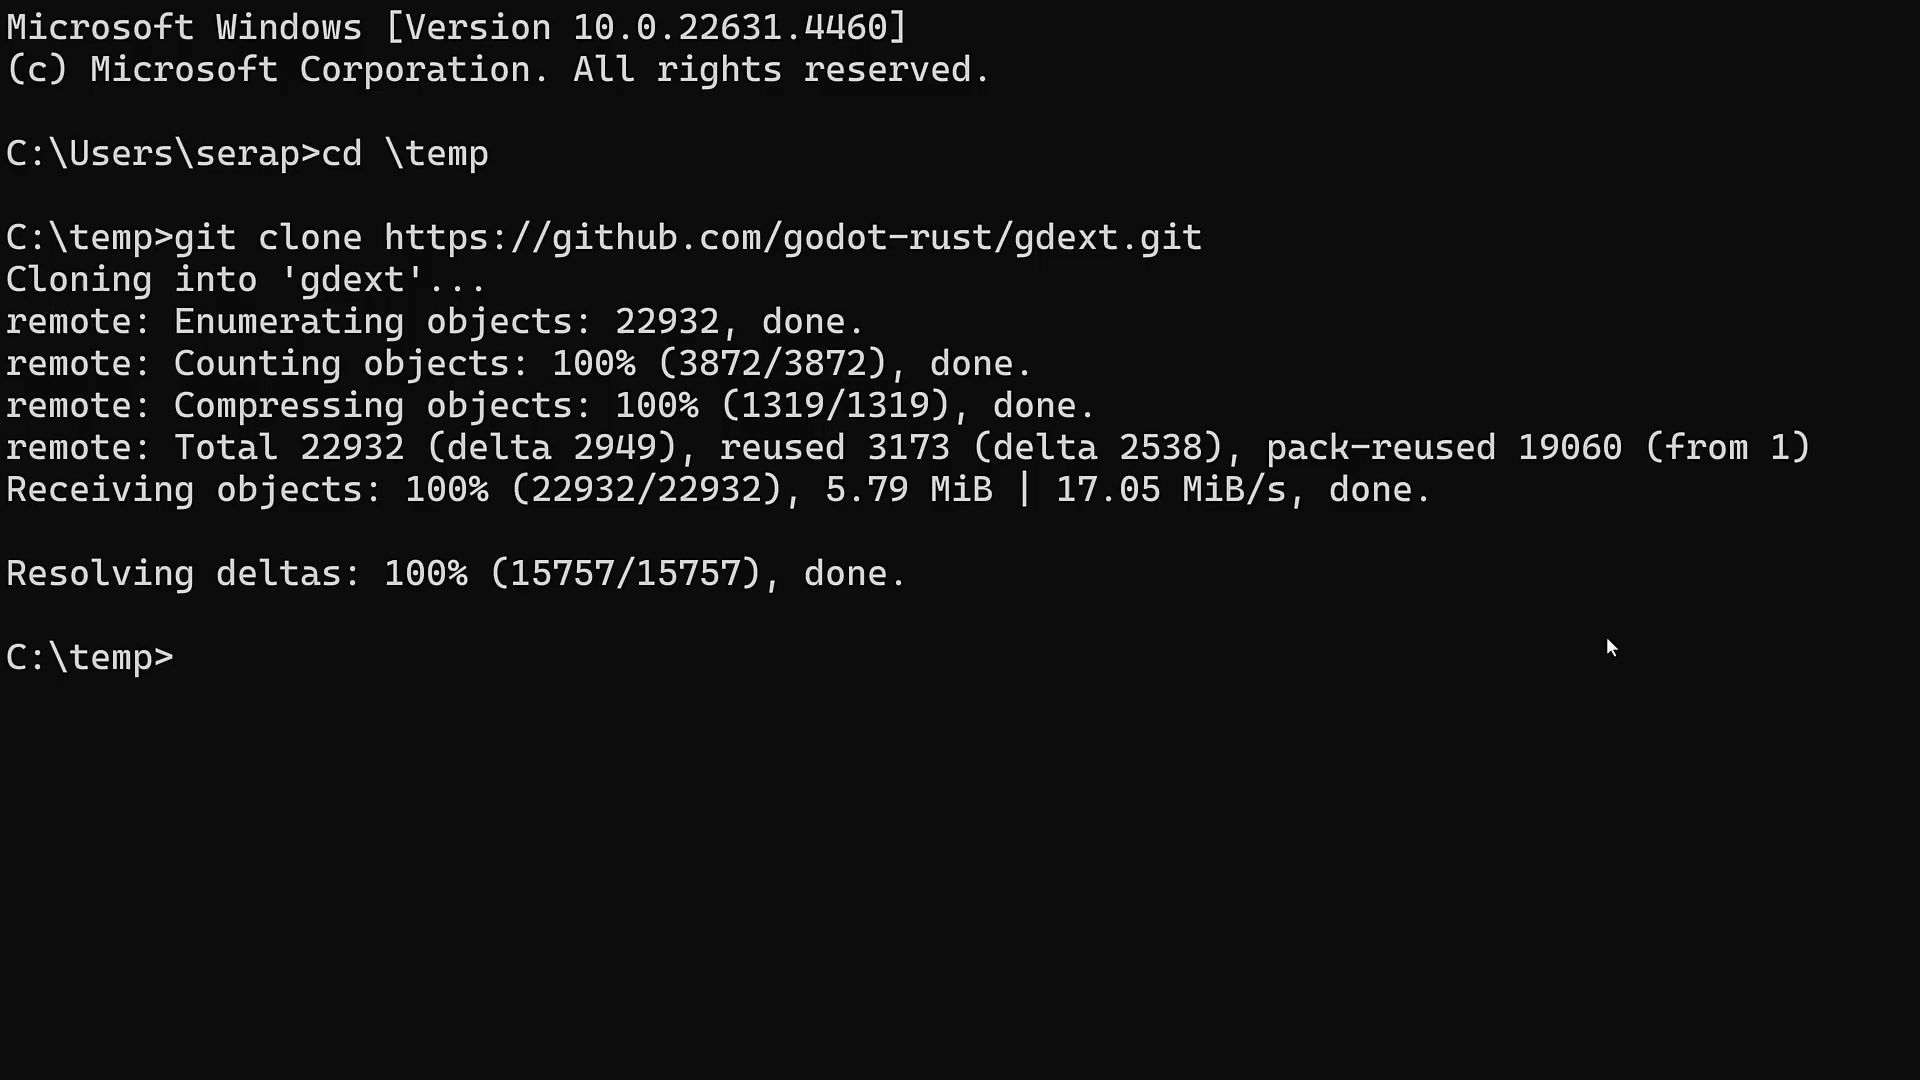 Microsoft Windows [Version 10.0.22631.4460]
(c) Microsoft Corporation. All rights reserved.
C:\Users\serap>cd \temp
C:\temp>git clone https://github.com/godot-rust/gdext.git
Cloning into 'gdext'...
remote: Enumerating objects: 22932, done.
remote: Counting objects: 100% (3872/3872), done.
remote: Compressing objects: 100% (1319/1319), done.
remote: Total 22932 (delta 2949), reused 3173 (delta 2538), pack-reused 19060 (from 1)
Receiving objects: 100% (22932/22932), 5.79 MiB | 17.05 MiB/s, done.
Resolving deltas: 100% (15757/15757), done.
C:\temp>